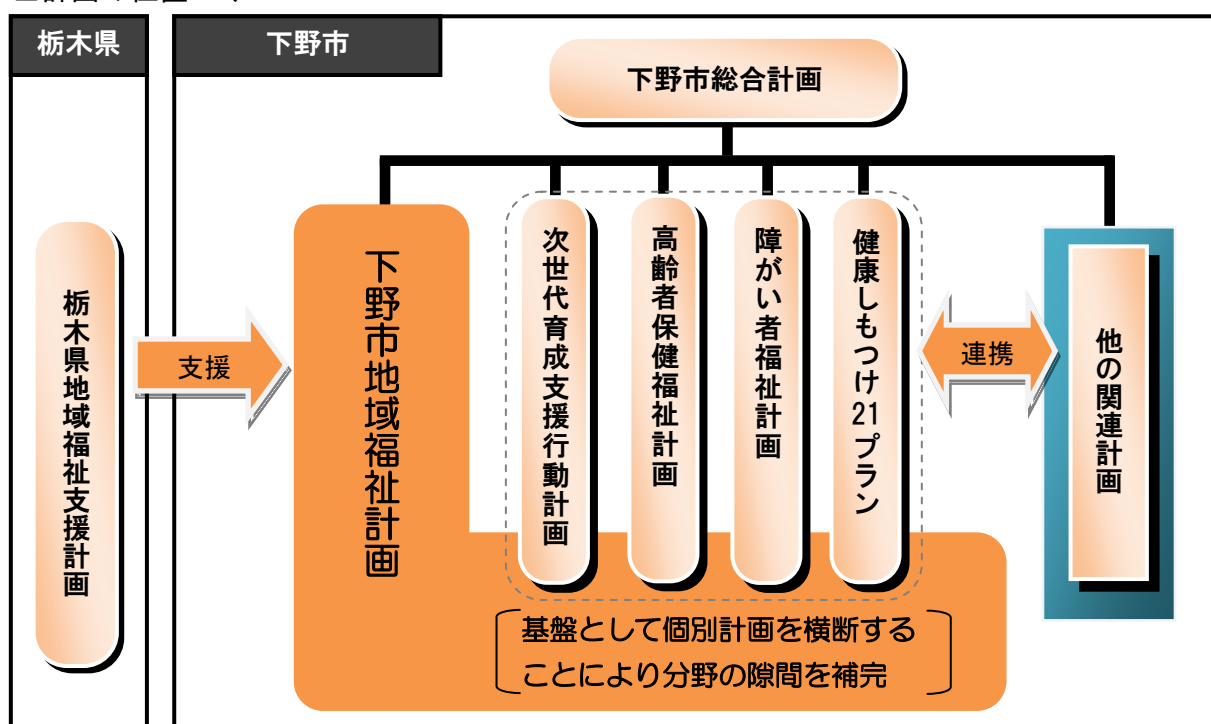 栃木県
下野市
下野市総合計画
栃木県地域福祉支援計画
支援
下野市地域福祉計画
次世代育成支援行動計画
高齢者保健福祉計画
障がい者福祉計画
健康しもつけ21プラン
連携
他の関連計画
基盤として個別計画を横断する
ことにより分野の隙間を補完